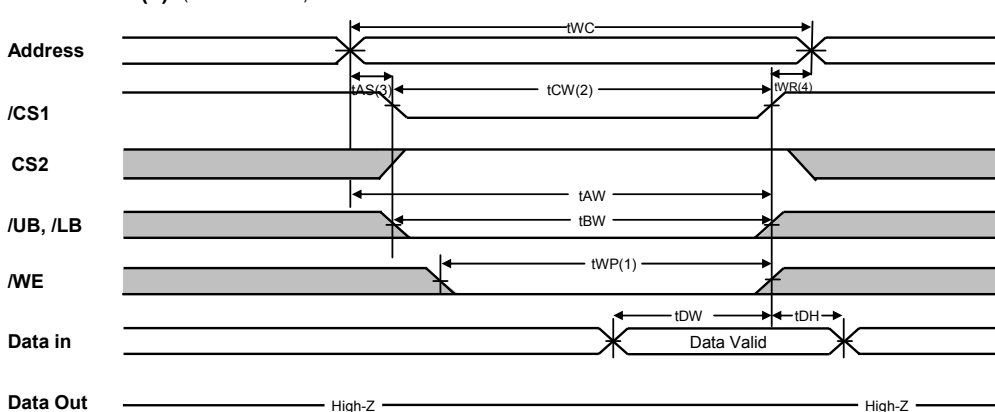 tWC
Address
tAS(3)
tCW(2)
tWR(4)
/CS1
CS2
tAW
/UB, /LB
tBW
/WE
tWP(1)
tDW
tDH
Data in
Data Valid
Data Out
High-Z
High-Z